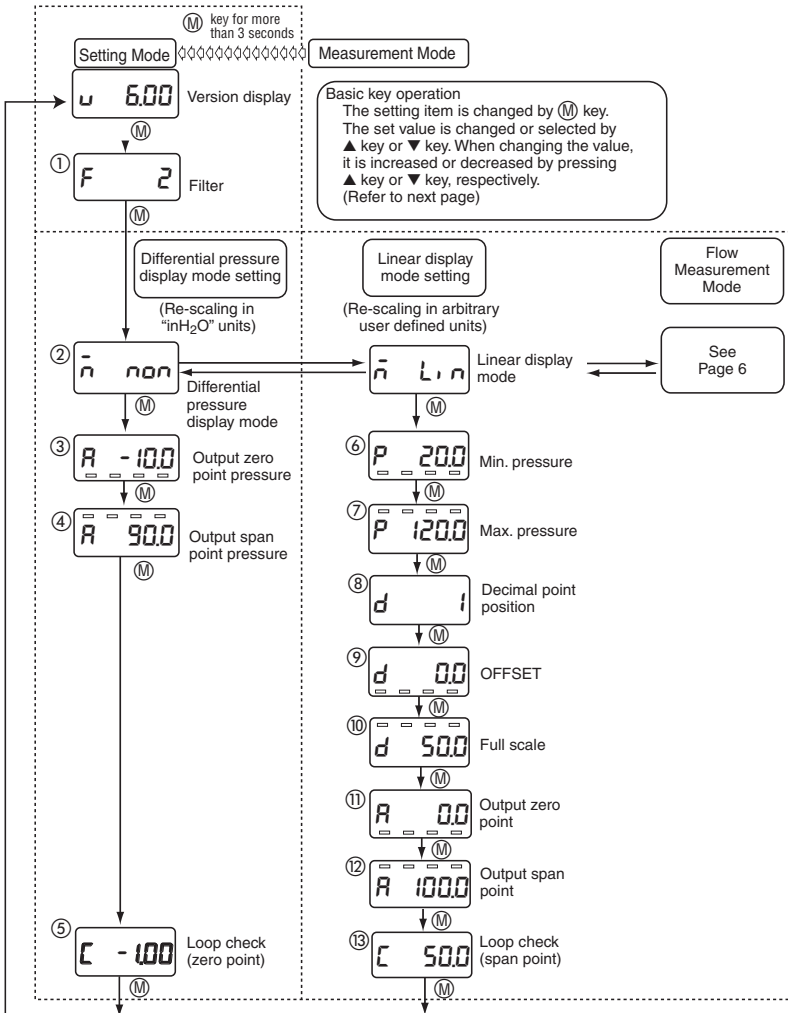 Ⓜ key for more
than 3 seconds
Setting Mode
Measurement Mode
u 6.00
Version display
Ⓜ
Basic key operation
The setting item is changed by Ⓜ key.
The set value is changed or selected by
▲ key or ▼ key. When changing the value,
it is increased or decreased by pressing
▲ key or ▼ key, respectively.
(Refer to next page)
①
F 2
Filter
Ⓜ
Differential pressure
display mode setting
(Re-scaling in
“inH₂O” units)
Linear display
mode setting
(Re-scaling in arbitrary
user defined units)
Flow
Measurement
Mode
②
n̄ non
Differential
pressure
display mode
Ⓜ
n̄ Lin
Linear display
mode
Ⓜ
See
Page 6
③
A -10.0
Output zero
point pressure
Ⓜ
④
A 90.0
Output span
point pressure
Ⓜ
⑥
P 20.0
Min. pressure
Ⓜ
⑦
P 120.0
Max. pressure
Ⓜ
⑧
d 1
Decimal point
position
Ⓜ
⑨
d 0.0
OFFSET
Ⓜ
⑩
d 50.0
Full scale
Ⓜ
⑪
A 0.0
Output zero
point
Ⓜ
⑫
A 100.0
Output span
point
Ⓜ
⑤
C -1.00
Loop check
(zero point)
Ⓜ
⑬
C 50.0
Loop check
(span point)
Ⓜ